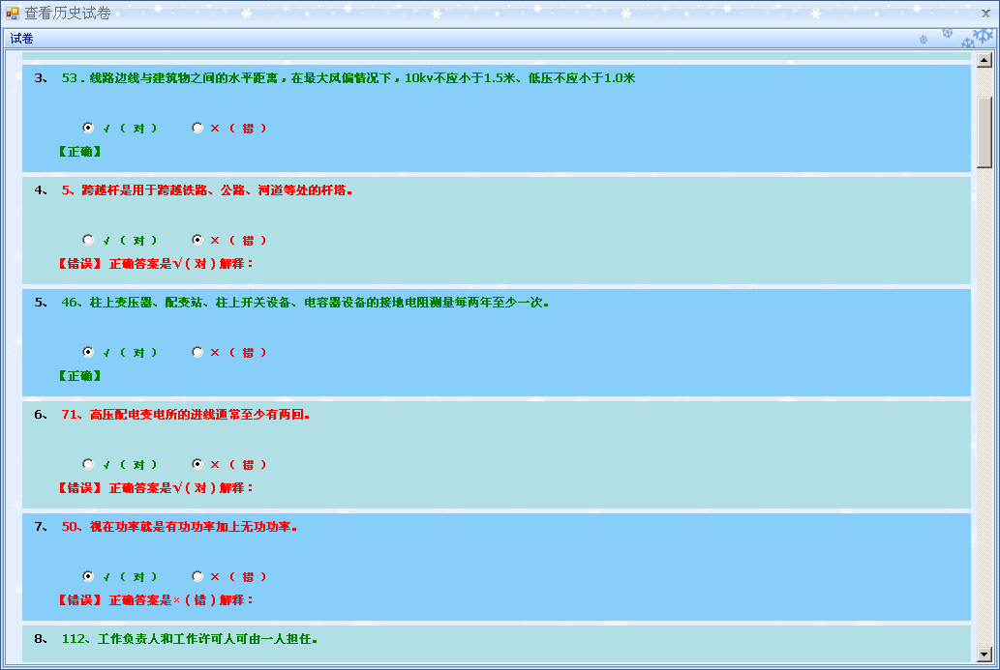 查看历史试卷
试卷
3、 53．线路边线与建筑物之间的水平距离，在最大风偏情况下，10kv不应小于1.5米、低压不应小于1.0米
√（ 对 ） ×（ 错 ）
【正确】
4、 5、跨越杆是用于跨越铁路、公路、河道等处的杆塔。
√（ 对 ） ×（ 错 ）
【错误】 正确答案是√（ 对 ）解释：
5、 46、柱上变压器、配变站、柱上开关设备、电容器设备的接地电阻测量每两年至少一次。
√（ 对 ） ×（ 错 ）
【正确】
6、 71、高压配电变电所的进线通常至少有两回。
√（ 对 ） ×（ 错 ）
【错误】 正确答案是√（ 对 ）解释：
7、 50、视在功率就是有功功率加上无功功率。
√（ 对 ） ×（ 错 ）
【错误】 正确答案是×（ 错 ）解释：
8、 112、工作负责人和工作许可人可由一人担任。